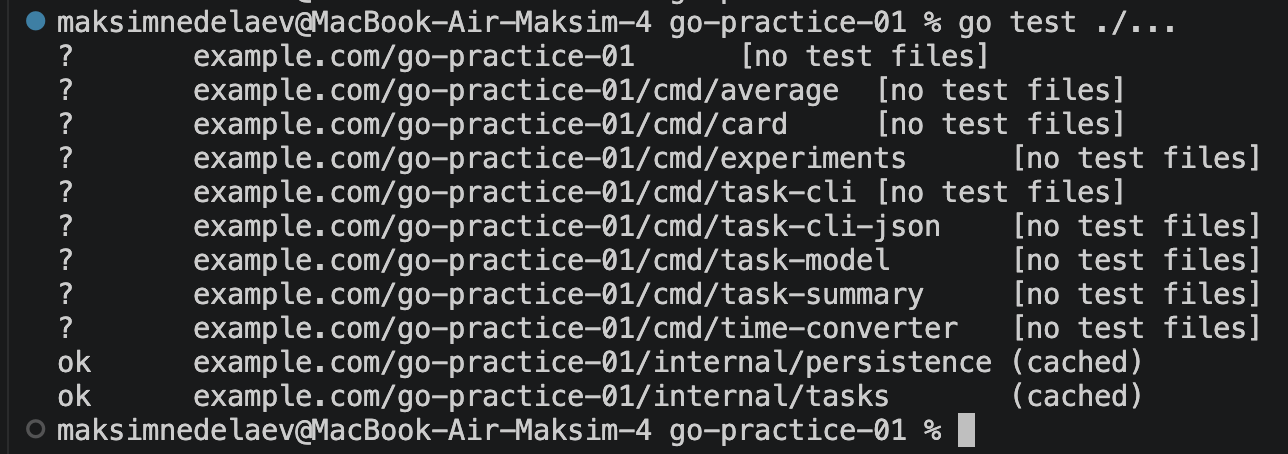 maksimnedelaev@MacBook-Air-Maksim-4 go-practice-01 % go test ./...
? example.com/go-practice-01 [no test files]
? example.com/go-practice-01/cmd/average [no test files]
? example.com/go-practice-01/cmd/card [no test files]
? example.com/go-practice-01/cmd/experiments [no test files]
? example.com/go-practice-01/cmd/task-cli [no test files]
? example.com/go-practice-01/cmd/task-cli-json [no test files]
? example.com/go-practice-01/cmd/task-model [no test files]
? example.com/go-practice-01/cmd/task-summary [no test files]
? example.com/go-practice-01/cmd/time-converter [no test files]
ok example.com/go-practice-01/internal/persistence (cached)
ok example.com/go-practice-01/internal/tasks (cached)
maksimnedelaev@MacBook-Air-Maksim-4 go-practice-01 %